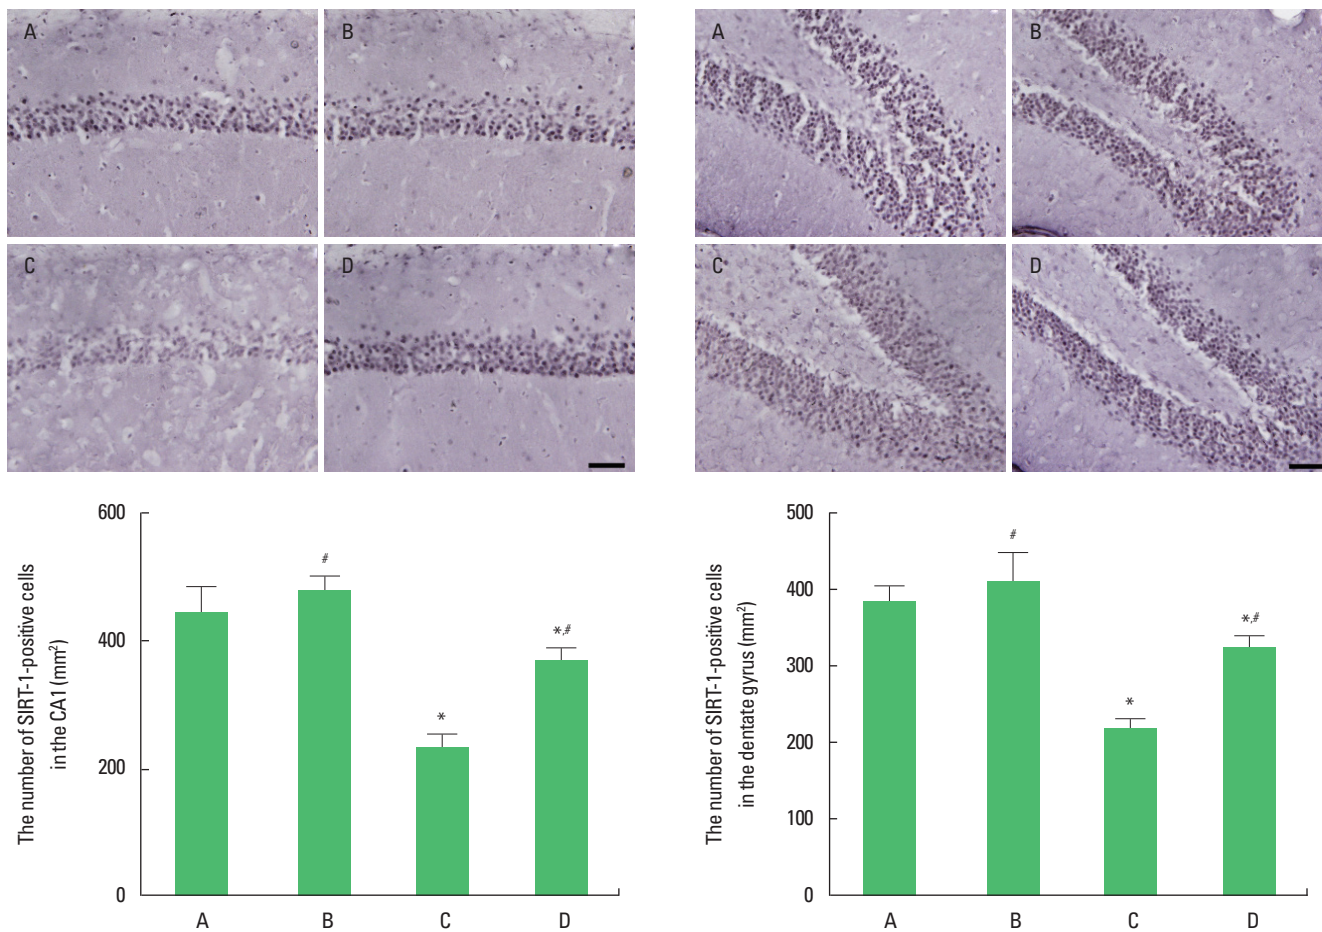 A
B
C
D
A
B
C
D
The number of SIRT-1-positive cells
in the CA1 (mm²)
600
400
200
0
#
*
*,#
A
B
C
D
The number of SIRT-1-positive cells
in the dentate gyrus (mm²)
500
400
300
200
100
0
#
*
*,#
A
B
C
D